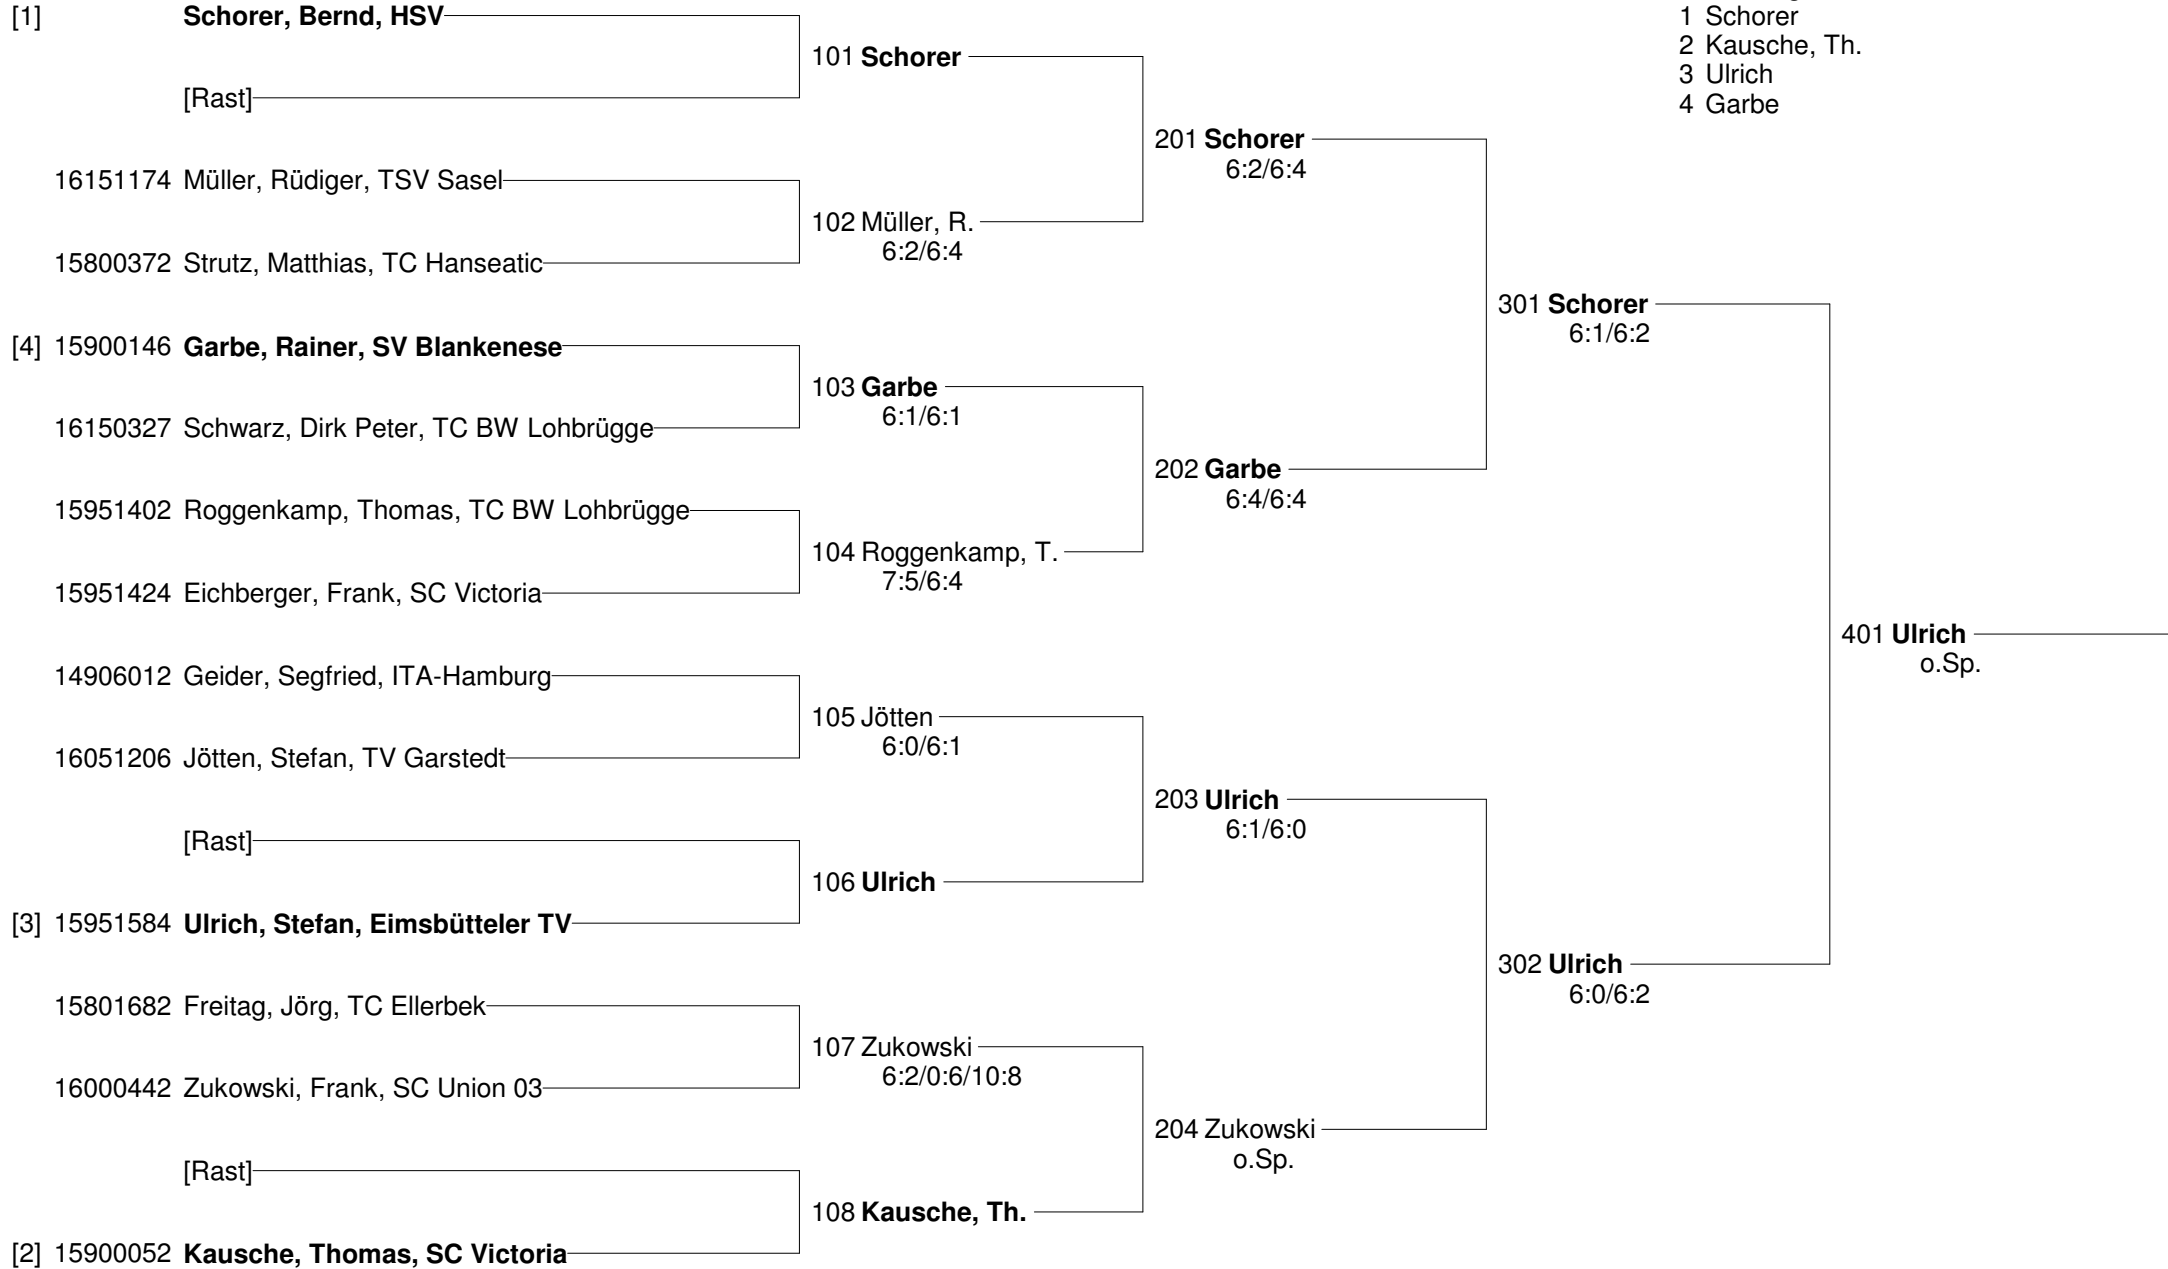 [1] Schorer, Bernd, HSV
[Rast]
16151174 Müller, Rüdiger, TSV Sasel
15800372 Strutz, Matthias, TC Hanseatic
[4] 15900146 Garbe, Rainer, SV Blankenese
16150327 Schwarz, Dirk Peter, TC BW Lohbrügge
15951402 Roggenkamp, Thomas, TC BW Lohbrügge
15951424 Eichberger, Frank, SC Victoria
14906012 Geider, Segfried, ITA-Hamburg
16051206 Jötten, Stefan, TV Garstedt
[Rast]
[3] 15951584 Ulrich, Stefan, Eimsbütteler TV
15801682 Freitag, Jörg, TC Ellerbek
16000442 Zukowski, Frank, SC Union 03
[Rast]
[2] 15900052 Kausche, Thomas, SC Victoria
101 Schorer
102 Müller, R.
6:2/6:4
103 Garbe
6:1/6:1
104 Roggenkamp, T.
7:5/6:4
105 Jötten
6:0/6:1
106 Ulrich
107 Zukowski
6:2/0:6/10:8
108 Kausche, Th.
201 Schorer
6:2/6:4
202 Garbe
6:4/6:4
203 Ulrich
6:1/6:0
204 Zukowski
o.Sp.
301 Schorer
6:1/6:2
302 Ulrich
6:0/6:2
401 Ulrich
o.Sp.
1 Schorer
2 Kausche, Th.
3 Ulrich
4 Garbe